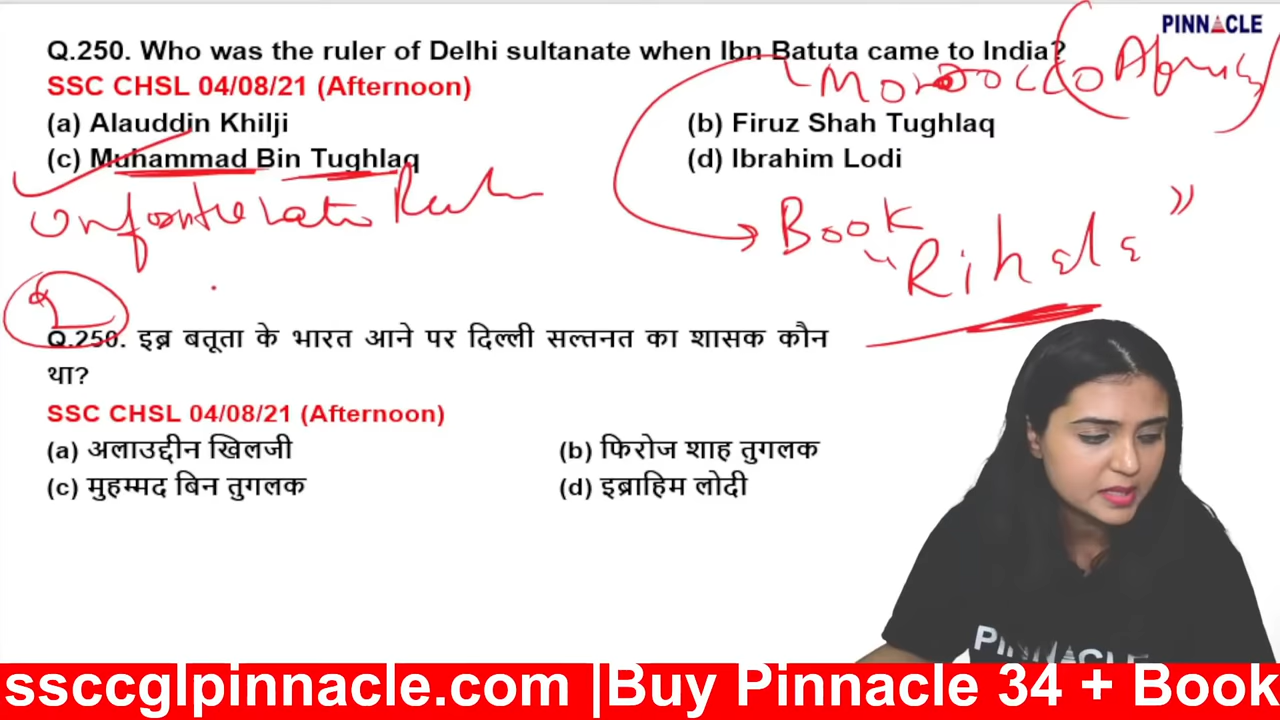 PINNACLE
Q.250. Who was the ruler of Delhi sultanate when Ibn Batuta came to India?
SSC CHSL 04/08/21 (Afternoon)
(a) Alauddin Khilji (b) Firuz Shah Tughlaq
(c) Muhammad Bin Tughlaq (d) Ibrahim Lodi
Book
Q.250. इब्न बतूता के भारत आने पर दिल्ली सल्तनत का शासक कौन
था?
SSC CHSL 04/08/21 (Afternoon)
(a) अलाउद्दीन खिलजी (b) फिरोज शाह तुगलक
(c) मुहम्मद बिन तुगलक (d) इब्राहिम लोदी
PINNACLE
ssccglpinnacle.com |Buy Pinnacle 34 + Book